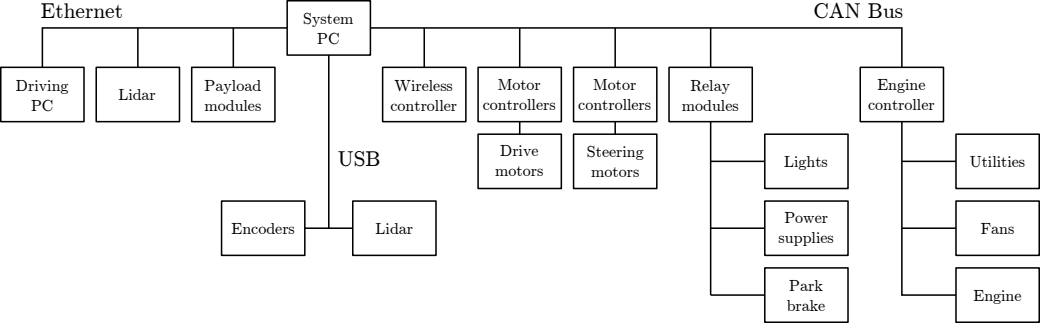 Ethernet
System
PC
CAN Bus
Driving
PC
Lidar
Payload
modules
Wireless
controller
Motor
controllers
Motor
controllers
Relay
modules
Engine
controller
Drive
motors
Steering
motors
USB
Lights
Utilities
Encoders
Lidar
Power
supplies
Fans
Park
brake
Engine